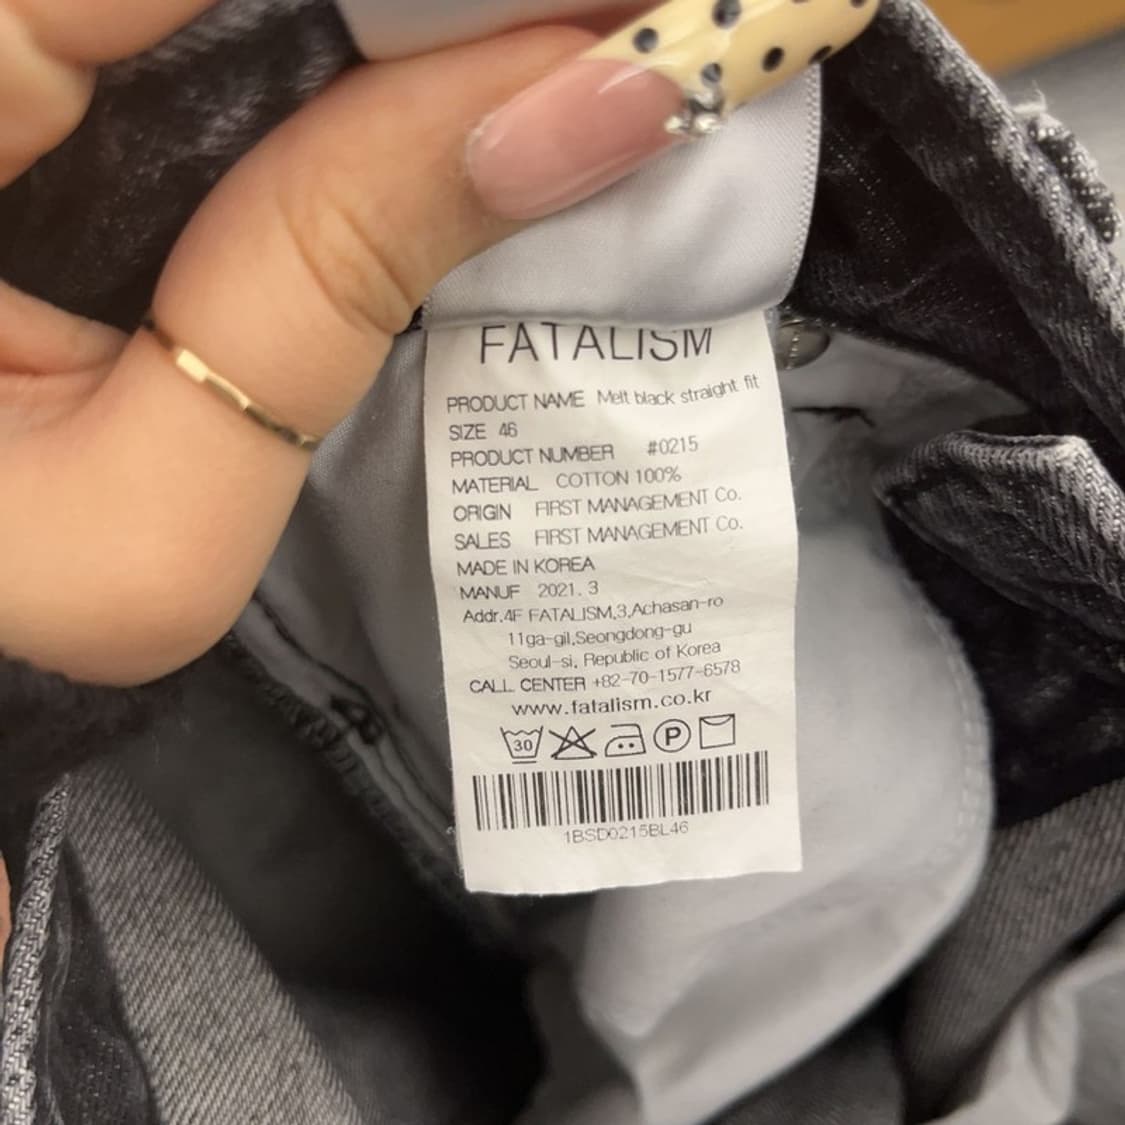 FATALISM
PRODUCT NAME Melt black straight fit
SIZE 46
PRODUCT NUMBER #0215
MATERIAL COTTON 100%
ORIGIN FIRST MANAGEMENT Co.
SALES FIRST MANAGEMENT Co.
MADE IN KOREA
MANUF 2021. 3
Addr.4F FATALISM,3,Achasan-ro
11ga-gil,Seongdong-gu
Seoul-si, Republic of Korea
CALL CENTER +82-70-1577-6578
www.fatalism.co.kr
30 P
1BSD0215BL46